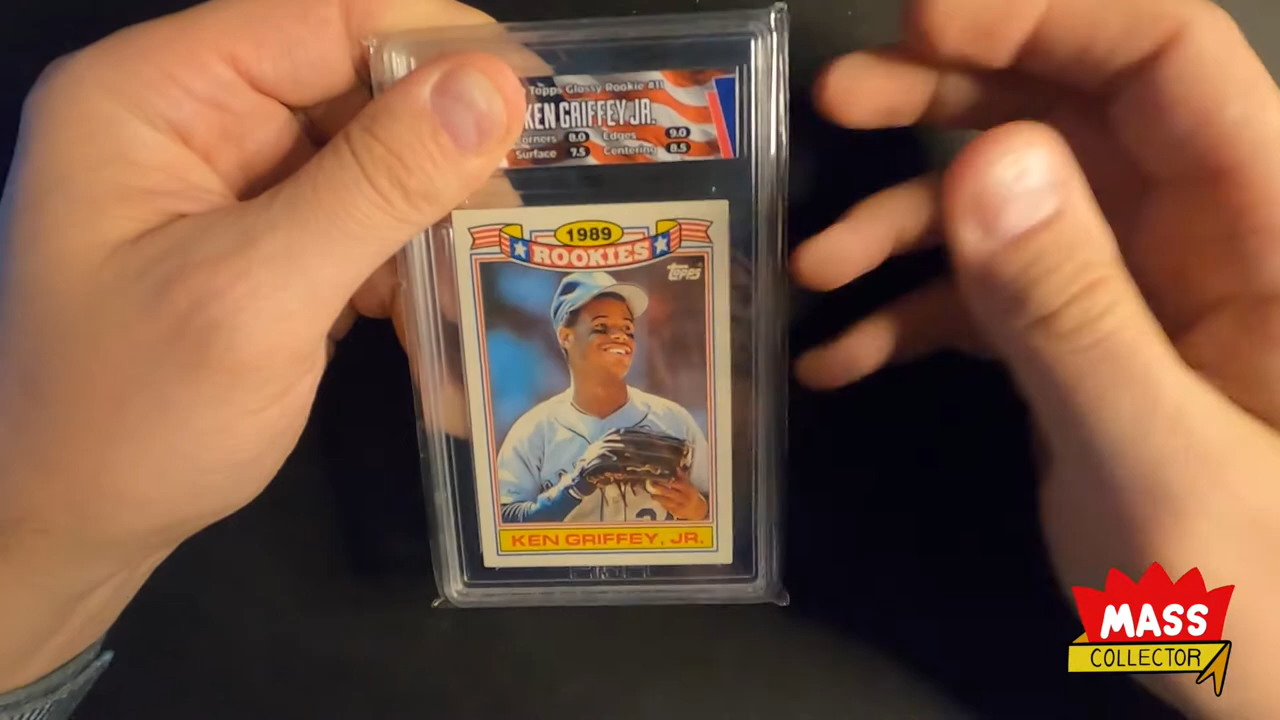 Topps Glossy Rookie #11
KEN GRIFFEY JR.
Corners 8.0 Edges 9.0
Surface 7.5 Centering 8.5
1989
ROOKIES
Topps
KEN GRIFFEY, JR.
MASS
COLLECTOR